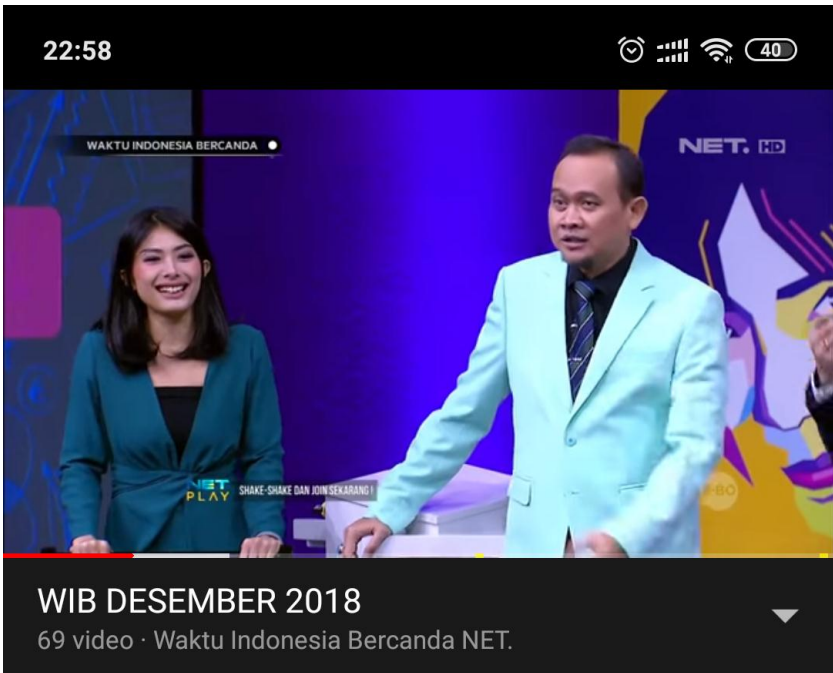 22:58
40
WAKTU INDONESIA BERCANDA
NET. HD
NET
PLAY
SHAKE-SHAKE DAN JOIN SEKARANG !
R-BO
WIB DESEMBER 2018
69 video · Waktu Indonesia Bercanda NET.